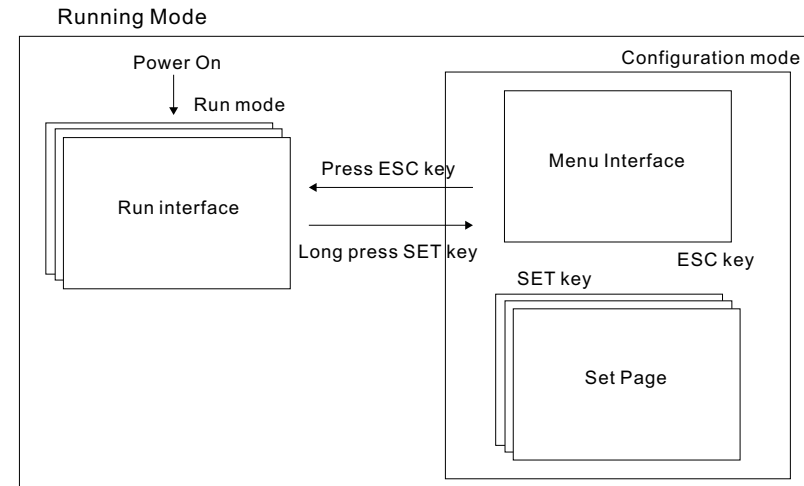 Running Mode
Configuration mode
Power On
Run mode
Menu Interface
Press ESC key
Run interface
Long press SET key
ESC key
SET key
Set Page